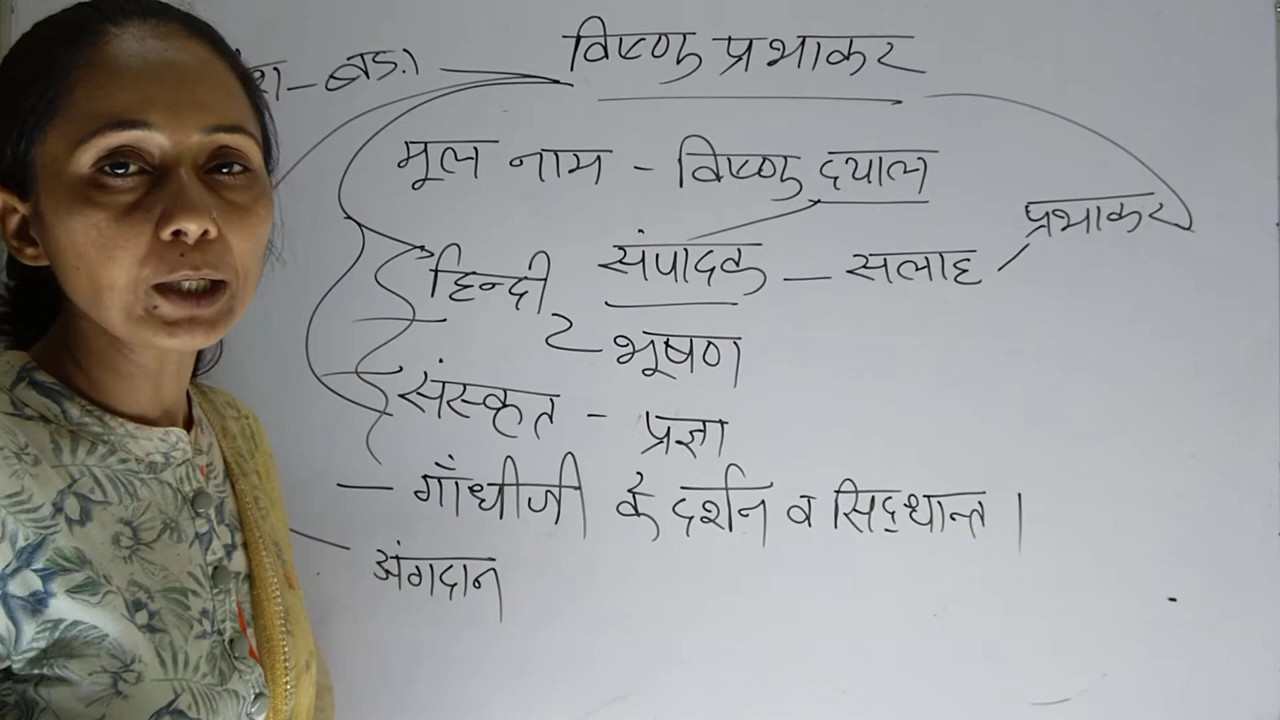 विष्णु प्रभाकर
मूल नाम - विष्णु दयाल
प्रभाकर
हिन्दी संपादक - सलाह
भूषण
संस्कृत - प्रज्ञा
- गाँधीजी के दर्शन व सिद्धान्त।
अंगदान